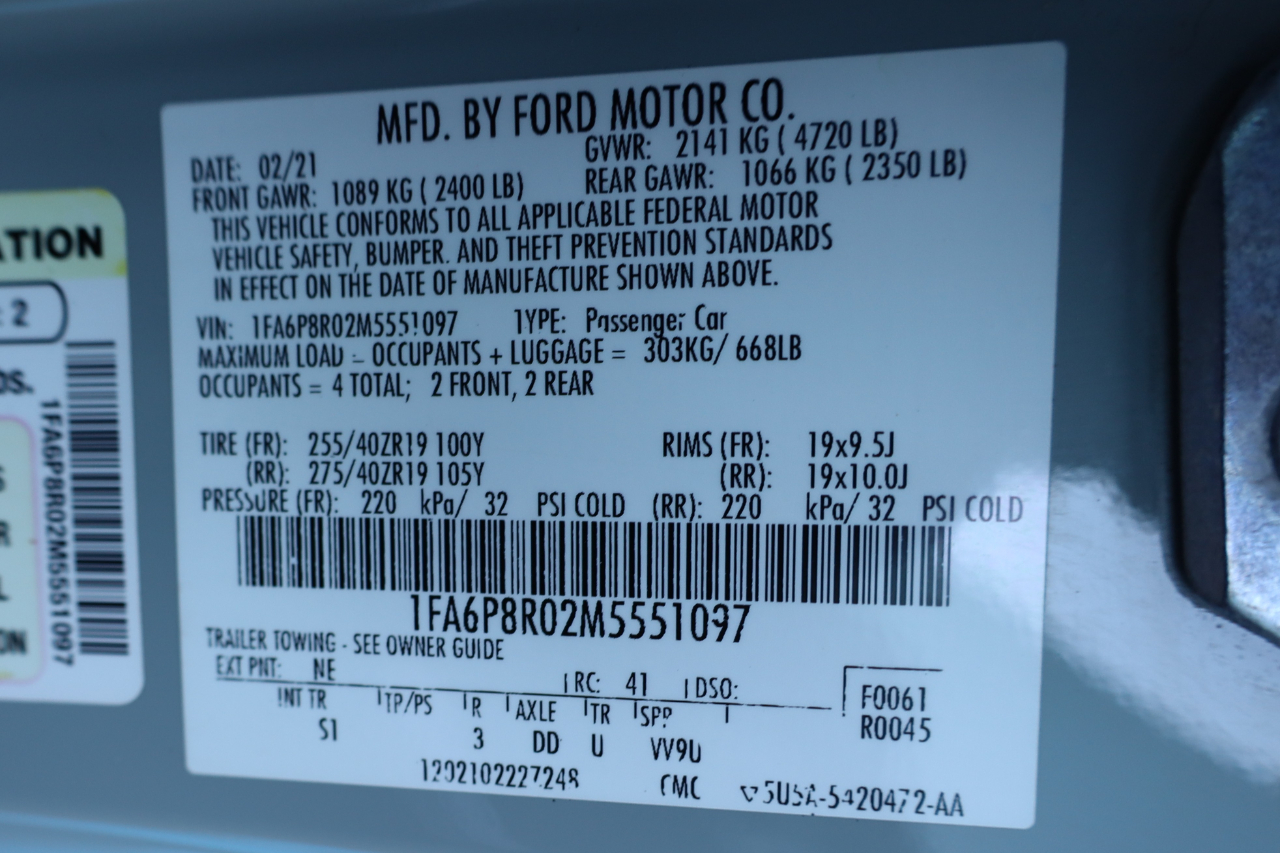 MFD. BY FORD MOTOR CO.
DATE: 02/21 GVWR: 2141 KG ( 4720 LB)
FRONT GAWR: 1089 KG ( 2400 LB) REAR GAWR: 1066 KG ( 2350 LB)
THIS VEHICLE CONFORMS TO ALL APPLICABLE FEDERAL MOTOR
VEHICLE SAFETY, BUMPER. AND THEFT PREVENTION STANDARDS
IN EFFECT ON THE DATE OF MANUFACTURE SHOWN ABOVE.
VIN: 1FA6P8R02M5551097 TYPE: Passenger Car
MAXIMUM LOAD - OCCUPANTS + LUGGAGE = 303KG/ 668LB
OCCUPANTS = 4 TOTAL; 2 FRONT, 2 REAR
TIRE (FR): 255/40ZR19 100Y RIMS (FR): 19x9.5J
(RR): 275/40ZR19 105Y (RR): 19x10.0J
PRESSURE (FR): 220 kPa/ 32 PSI COLD (RR): 220 kPa/ 32 PSI COLD
1FA6P8R02M5551097
TRAILER TOWING - SEE OWNER GUIDE
EXT PNT: NE RC: 41 DSO:
INT TR TP/PS R AXLE TR SPR F0061
S1 3 DD U VV9U R0045
CMC
ATION
: 2
OS.
1FA6P8R02M5551097
S
R
L
ON